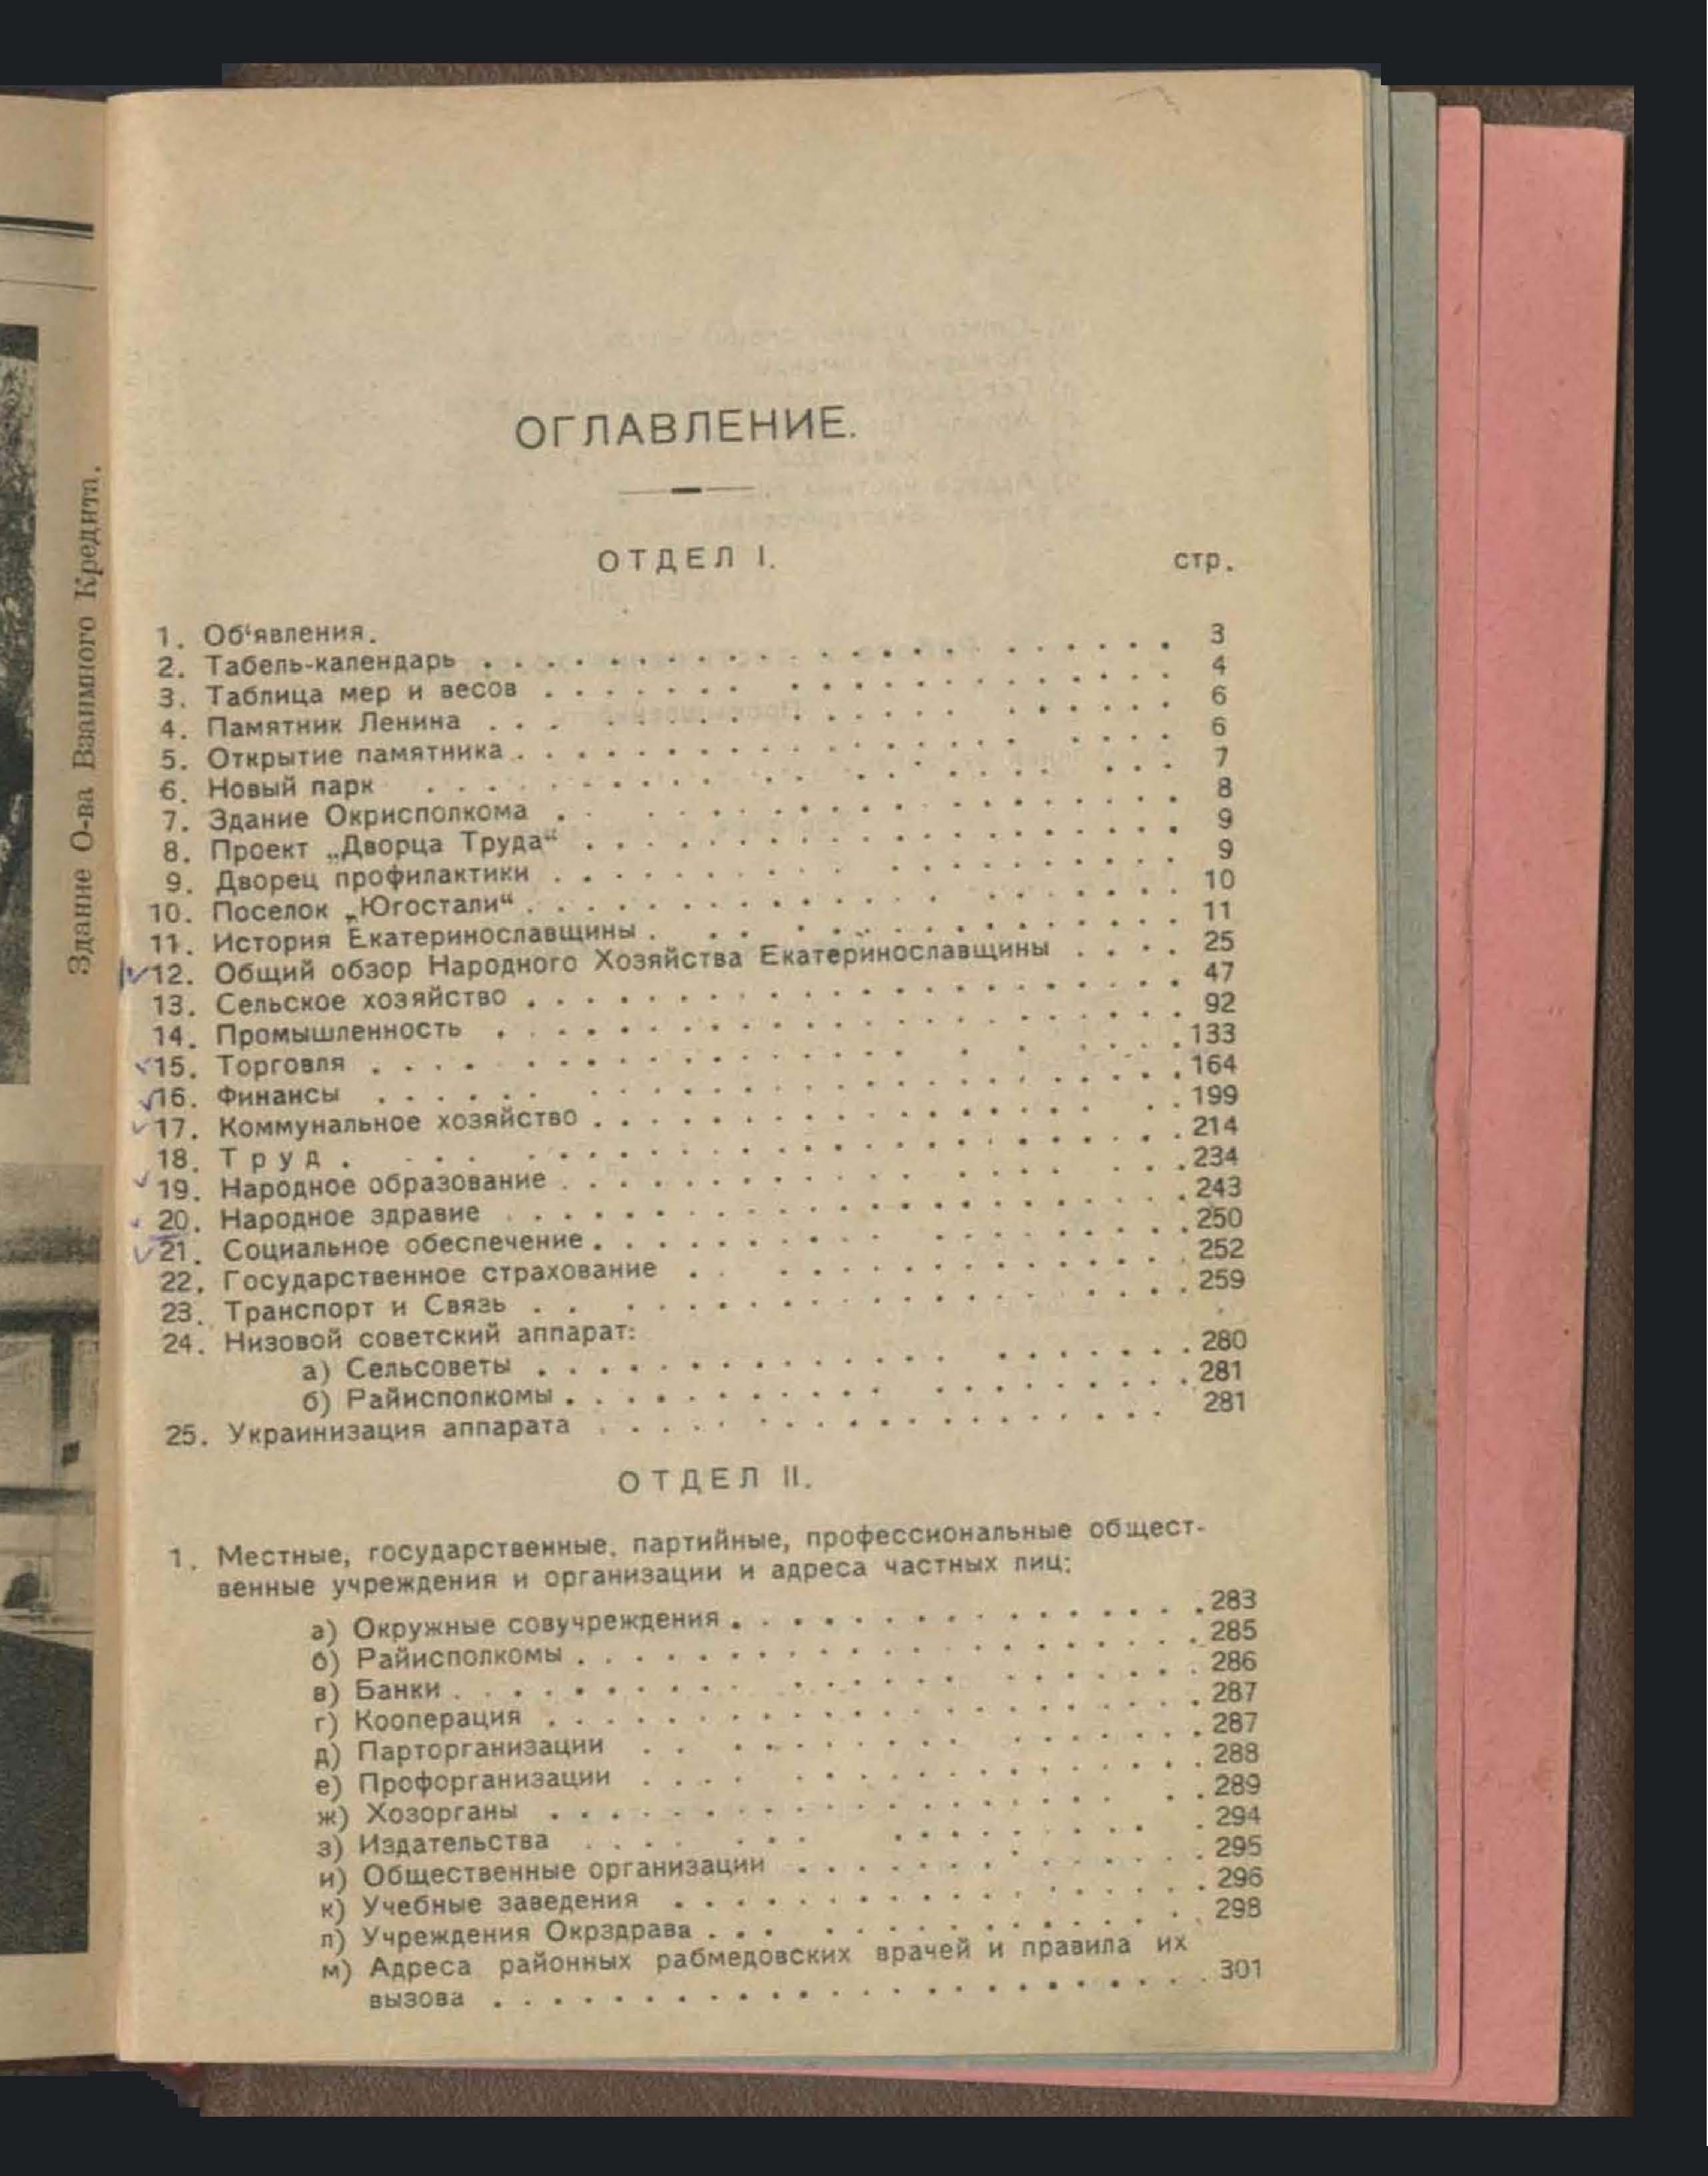 Здание О-ва Взаимного Кредита.
ОГЛАВЛЕНИЕ.
ОТДЕЛ I.
стр.
1. Об‘явления.
2. Табель-календарь . . . . . . . . . . 3
3. Таблица мер и весов . . . . . . . . . . 4
4. Памятник Ленина . . . . . . . . . . 6
5. Открытие памятника . . . . . . . . . . 6
6. Новый парк . . . . . . . . . . 7
7. Здание Окрисполкома . . . . . . . . . . 8
8. Проект „Дворца Труда“ . . . . . . . . . . 9
9. Дворец профилактики . . . . . . . . . . 9
10. Поселок „Югостали“ . . . . . . . . . . 10
11. История Екатеринославщины . . . . . . . . . . 11
12. Общий обзор Народного Хозяйства Екатеринославщины . . . . 25
13. Сельское хозяйство . . . . . . . . . . 47
14. Промышленность . . . . . . . . . . 92
15. Торговля . . . . . . . . . . 133
16. Финансы . . . . . . . . . . 164
17. Коммунальное хозяйство . . . . . . . . . . 199
18. Труд . . . . . . . . . . 214
19. Народное образование . . . . . . . . . . 234
20. Народное здравие . . . . . . . . . . 243
21. Социальное обеспечение . . . . . . . . . . 250
22. Государственное страхование . . . . . . . . . . 252
23. Транспорт и Связь . . . . . . . . . . 259
24. Низовой советский аппарат:
а) Сельсоветы . . . . . . . . . . 280
б) Райисполкомы . . . . . . . . . . 281
25. Украинизация аппарата . . . . . . . . . . 281
ОТДЕЛ II.
1. Местные, государственные, партийные, профессиональные общест-
венные учреждения и организации и адреса частных лиц:
а) Окружные совучреждения . . . . . . . . . . 283
б) Райисполкомы . . . . . . . . . . 285
в) Банки . . . . . . . . . . 286
г) Кооперация . . . . . . . . . . 287
д) Парторганизации . . . . . . . . . . 287
е) Профорганизации . . . . . . . . . . 288
ж) Хозорганы . . . . . . . . . . 289
з) Издательства . . . . . . . . . . 294
и) Общественные организации . . . . . . . . . . 295
к) Учебные заведения . . . . . . . . . . 296
л) Учреждения Окрздрава . . . . . . . . . . 298
м) Адреса районных рабмедовских врачей и правила их
вызова . . . . . . . . . . 301